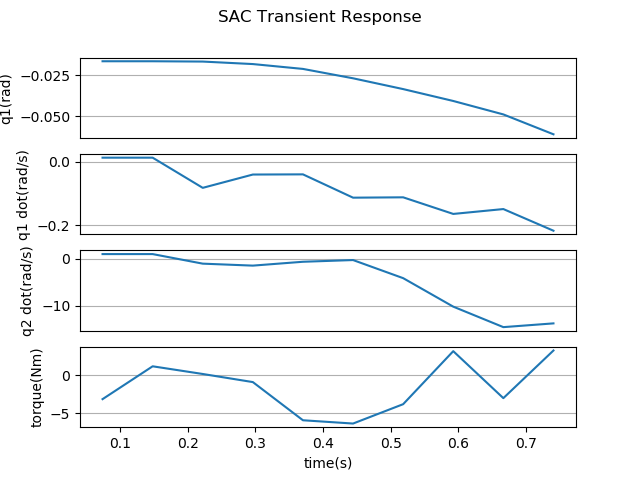 SAC Transient Response
q1(rad)
−0.025
−0.050
q1 dot(rad/s)
0.0
−0.2
q2 dot(rad/s)
0
−10
torque(Nm)
0
−5
0.1 0.2 0.3 0.4 0.5 0.6 0.7
time(s)